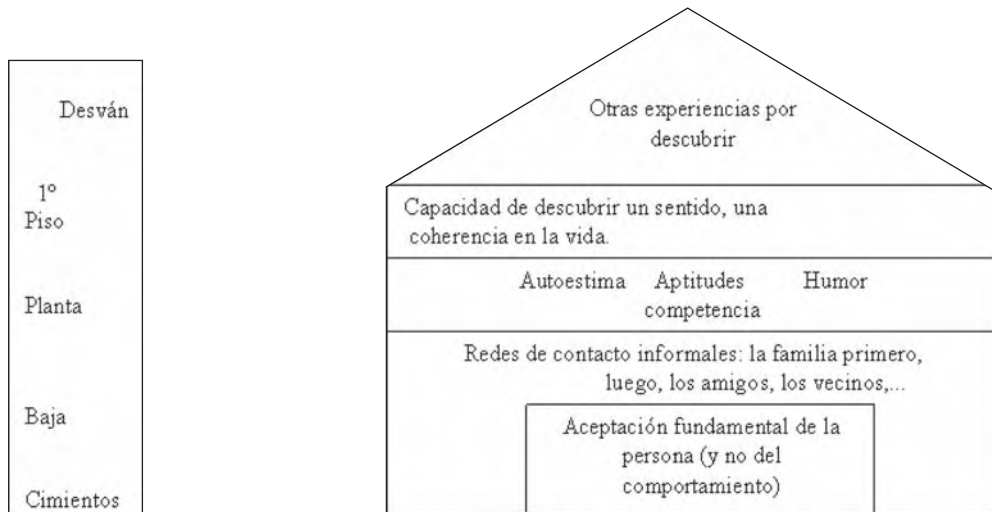 Desván
1º
Piso
Planta
Baja
Cimientos
Otras experiencias por
descubrir
Capacidad de descubrir un sentido, una
coherencia en la vida.
Autoestima Aptitudes Humor
competencia
Redes de contacto informales: la familia primero,
luego, los amigos, los vecinos,...
Aceptación fundamental de la
persona (y no del
comportamiento)